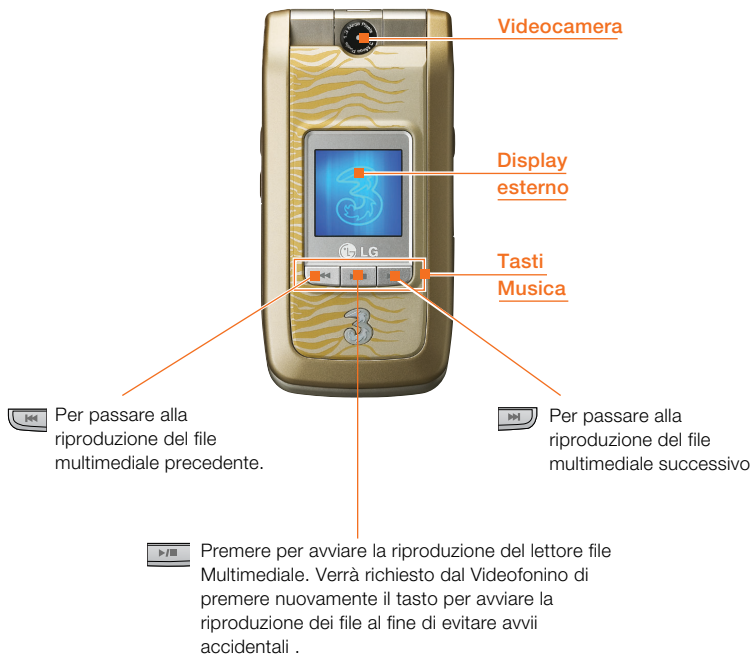 Videocamera
Display
esterno
3
LG
Tasti
Musica
3
Per passare alla
riproduzione del file
multimediale precedente.
Per passare alla
riproduzione del file
multimediale successivo
Premere per avviare la riproduzione del lettore file
Multimediale. Verrà richiesto dal Videofonino di
premere nuovamente il tasto per avviare la
riproduzione dei file al fine di evitare avvii
accidentali .